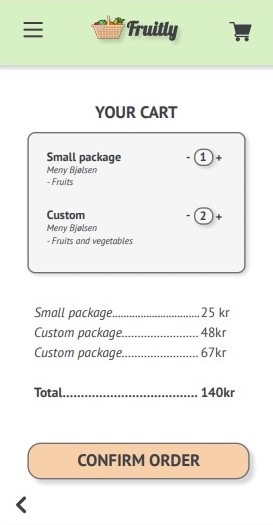 Fruitly
YOUR CART
Small package - 1 +
Meny Bjølsen
- Fruits
Custom - 2 +
Meny Bjølsen
- Fruits and vegetables
Small package................................25 kr
Custom package..........................48kr
Custom package..........................67kr
Total.................................... 140kr
CONFIRM ORDER